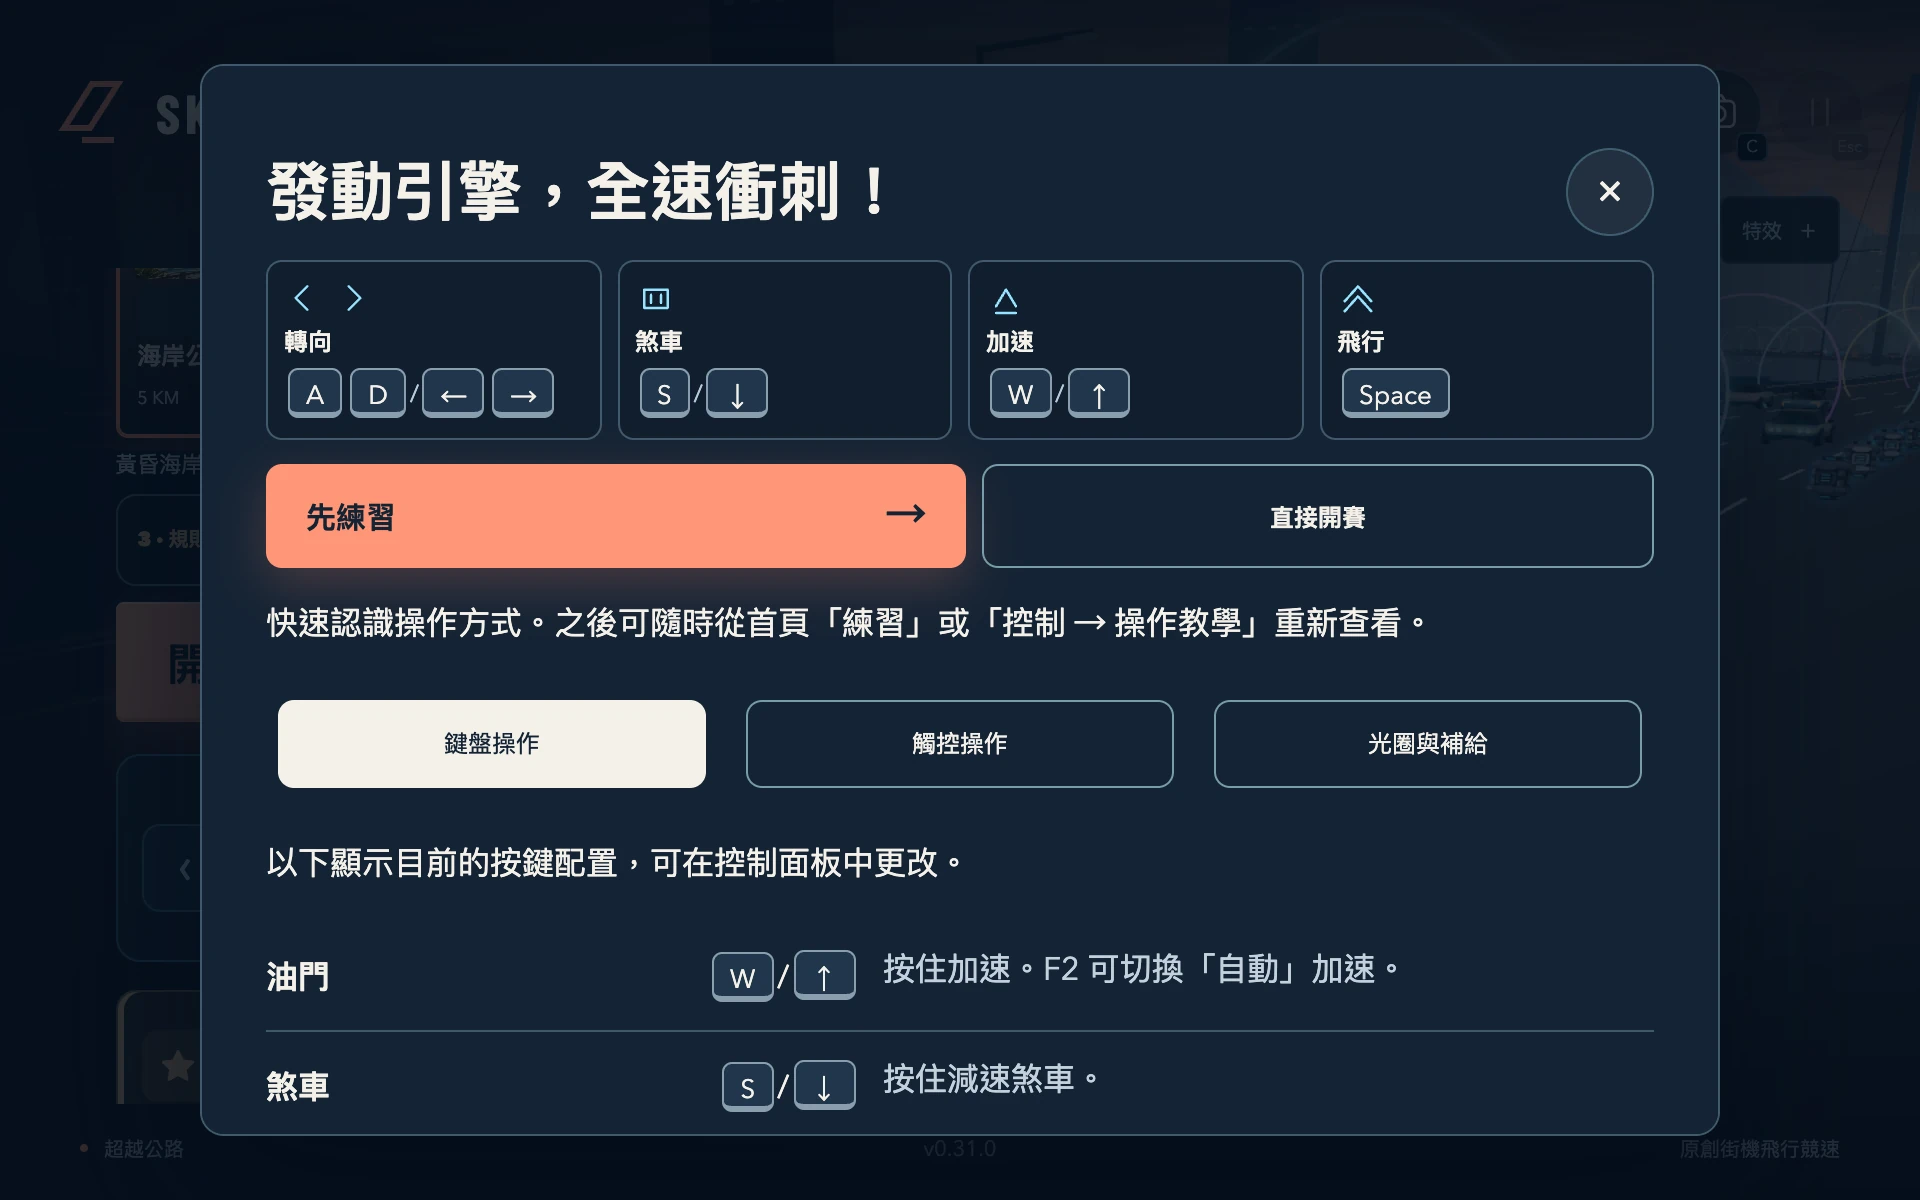 SK
C
Esc
特效 +
發動引擎，全速衝刺！
×
轉向
A D / ← →
煞車
S / ↓
加速
W / ↑
飛行
Space
海岸公
5 KM
黃昏海岸
3 • 規則
開
先練習 →
直接開賽
快速認識操作方式。之後可隨時從首頁「練習」或「控制 → 操作教學」重新查看。
鍵盤操作
觸控操作
光圈與補給
以下顯示目前的按鍵配置，可在控制面板中更改。
油門 W / ↑ 按住加速。F2 可切換「自動」加速。
煞車 S / ↓ 按住減速煞車。
超越公路
v0.31.0
原創街機飛行競速